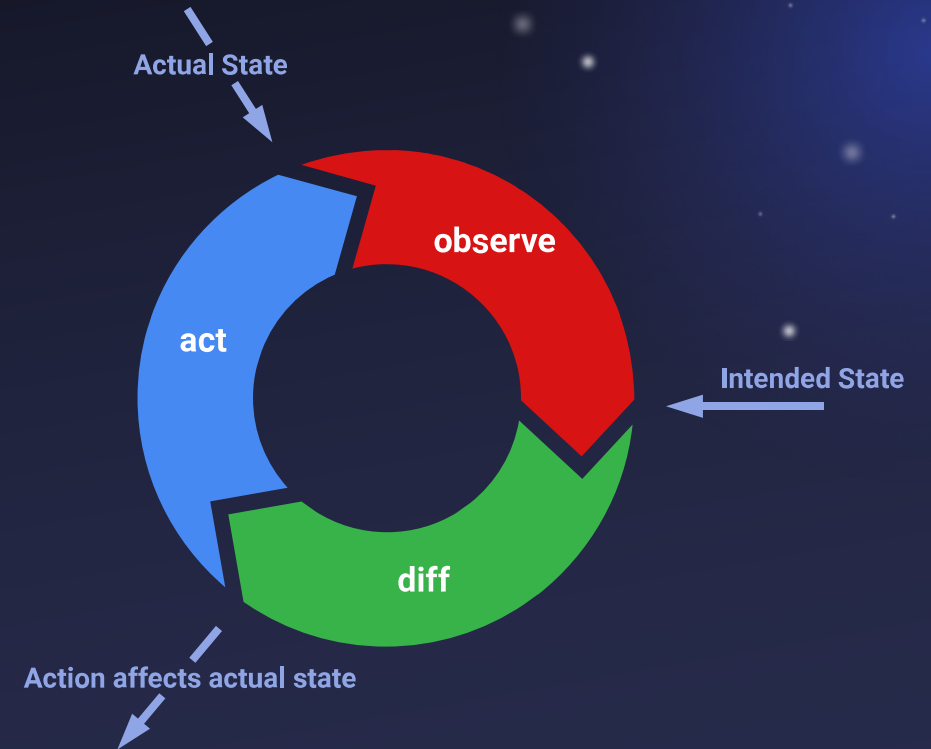 Actual State
observe
act
Intended State
diff
Action affects actual state